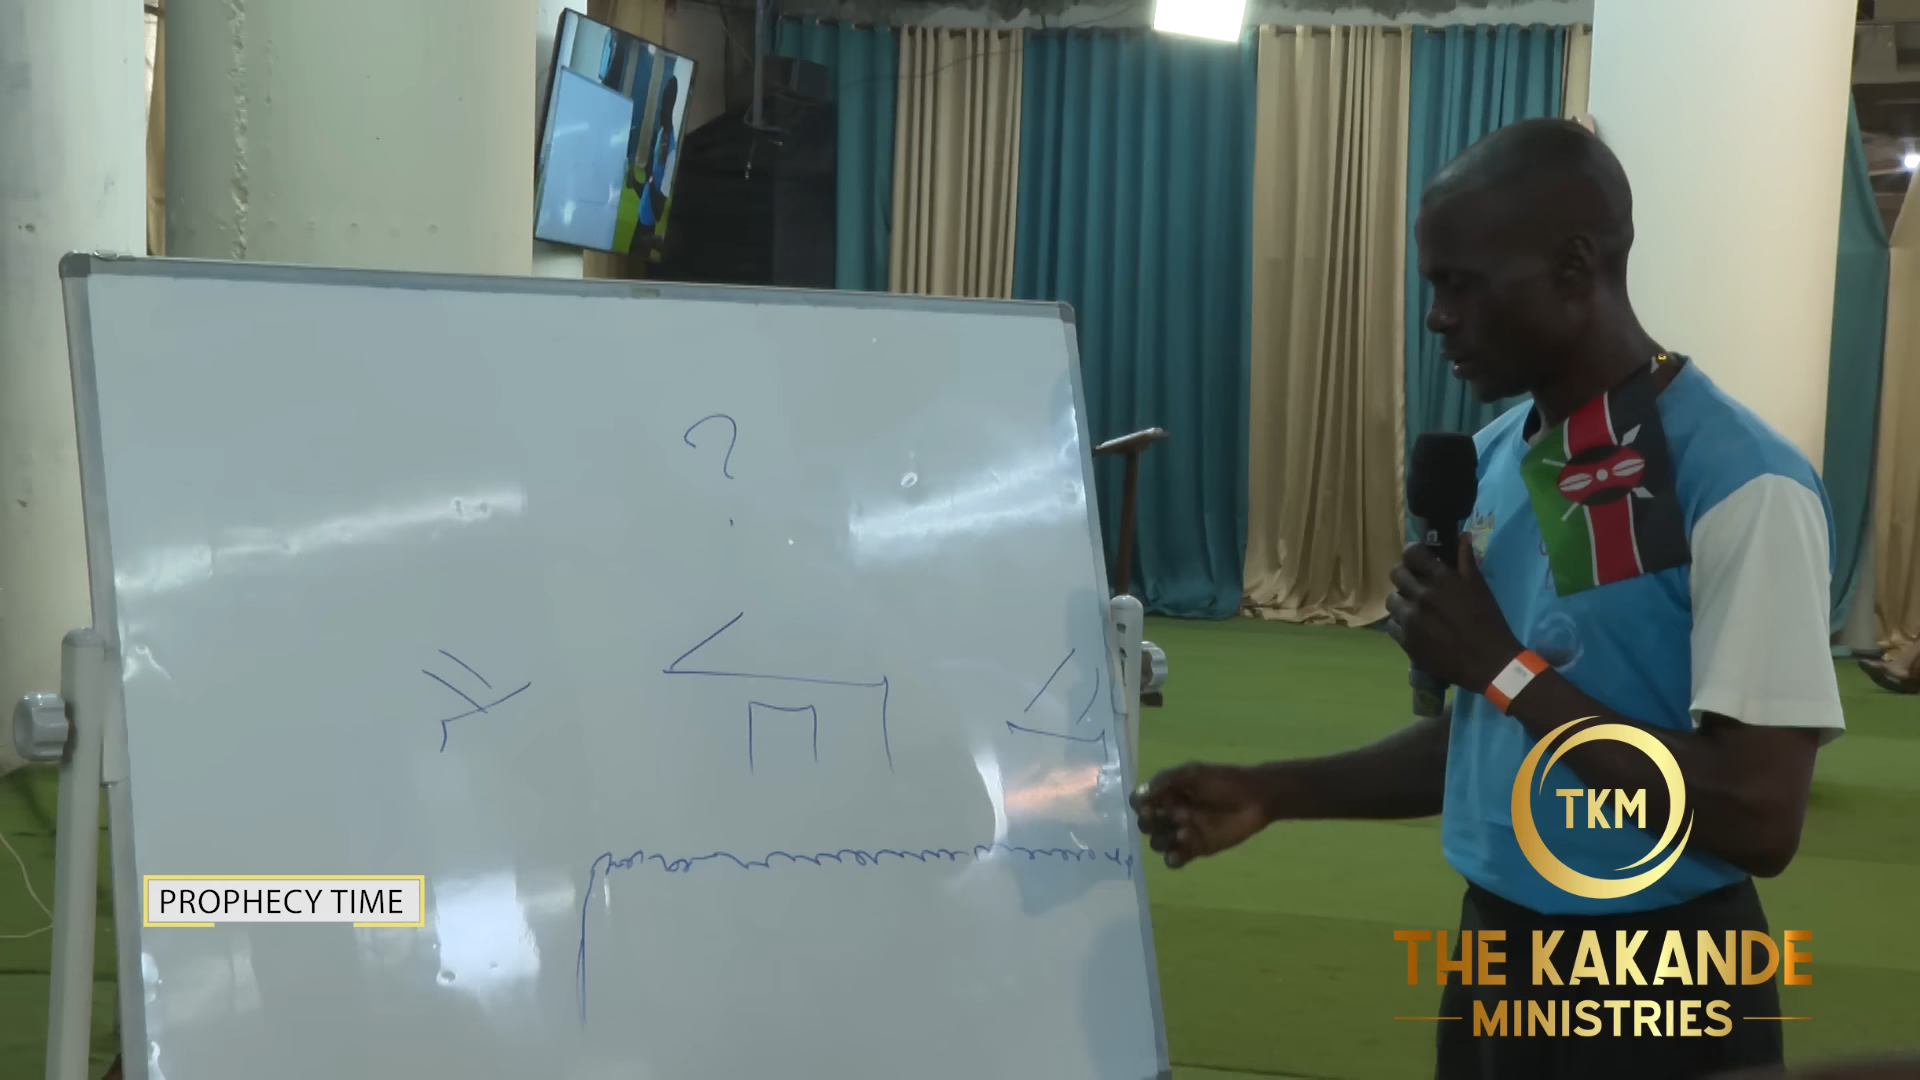 ?
PROPHECY TIME
TKM
THE KAKANDE
MINISTRIES